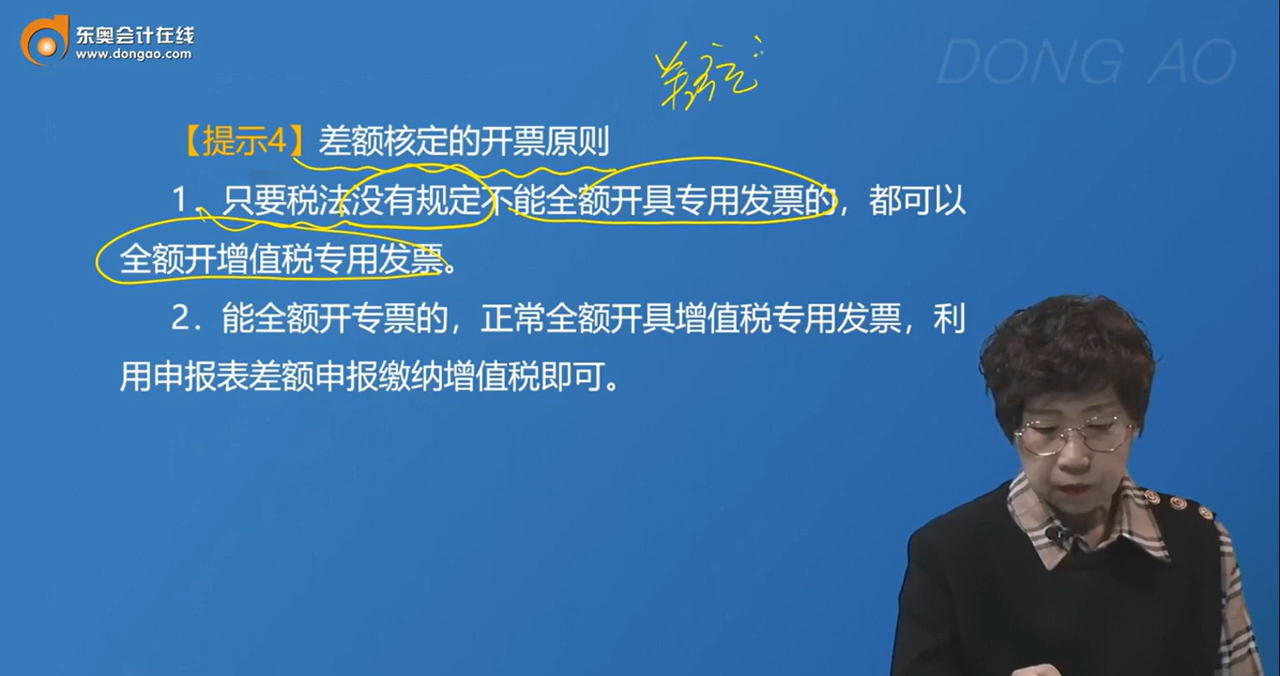 东奥会计在线
www.dongao.com
DONG AO
【提示4】差额核定的开票原则
1．只要税法没有规定不能全额开具专用发票的，都可以
全额开增值税专用发票。
2．能全额开专票的，正常全额开具增值税专用发票，利
用申报表差额申报缴纳增值税即可。